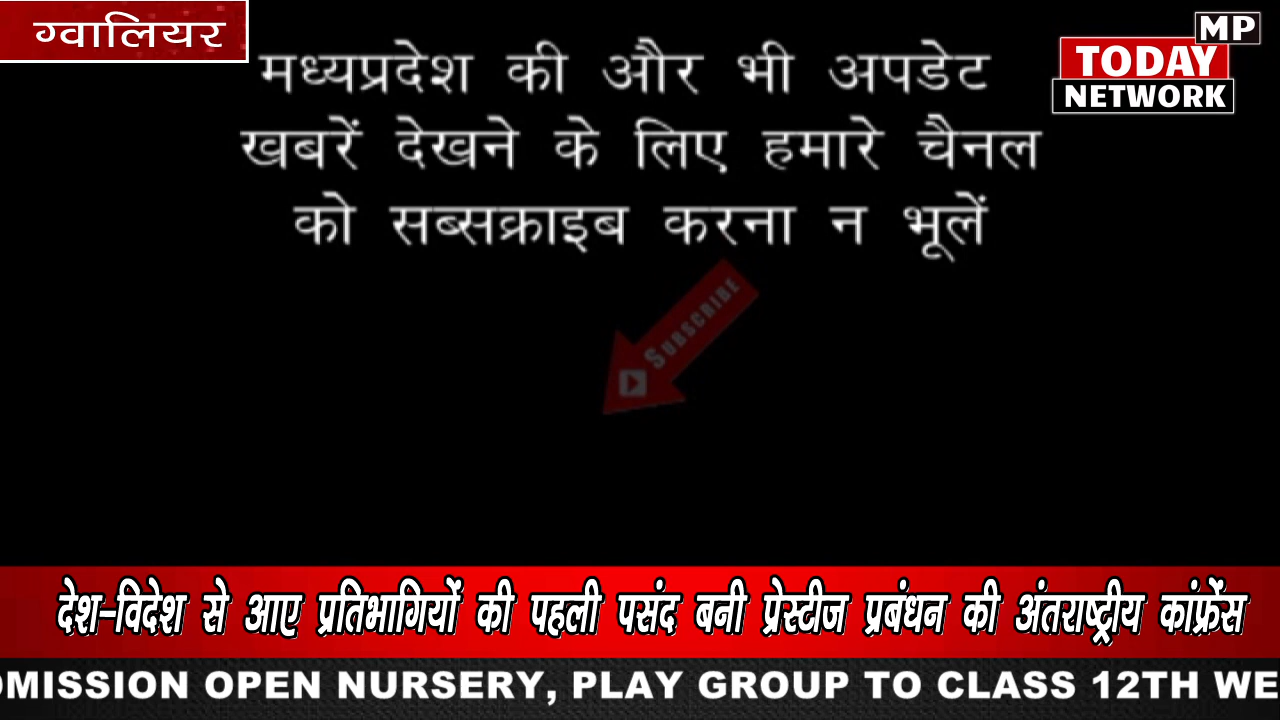 ग्वालियर
MP
TODAY
NETWORK
मध्यप्रदेश की और भी अपडेट
खबरें देखने के लिए हमारे चैनल
को सब्सक्राइब करना न भूलें
SUBSCRIBE
देश-विदेश से आए प्रतिभागियों की पहली पसंद बनी प्रेस्टीज प्रबंधन की अंतराष्ट्रीय कांफ्रेंस
OMISSION OPEN NURSERY, PLAY GROUP TO CLASS 12TH WE